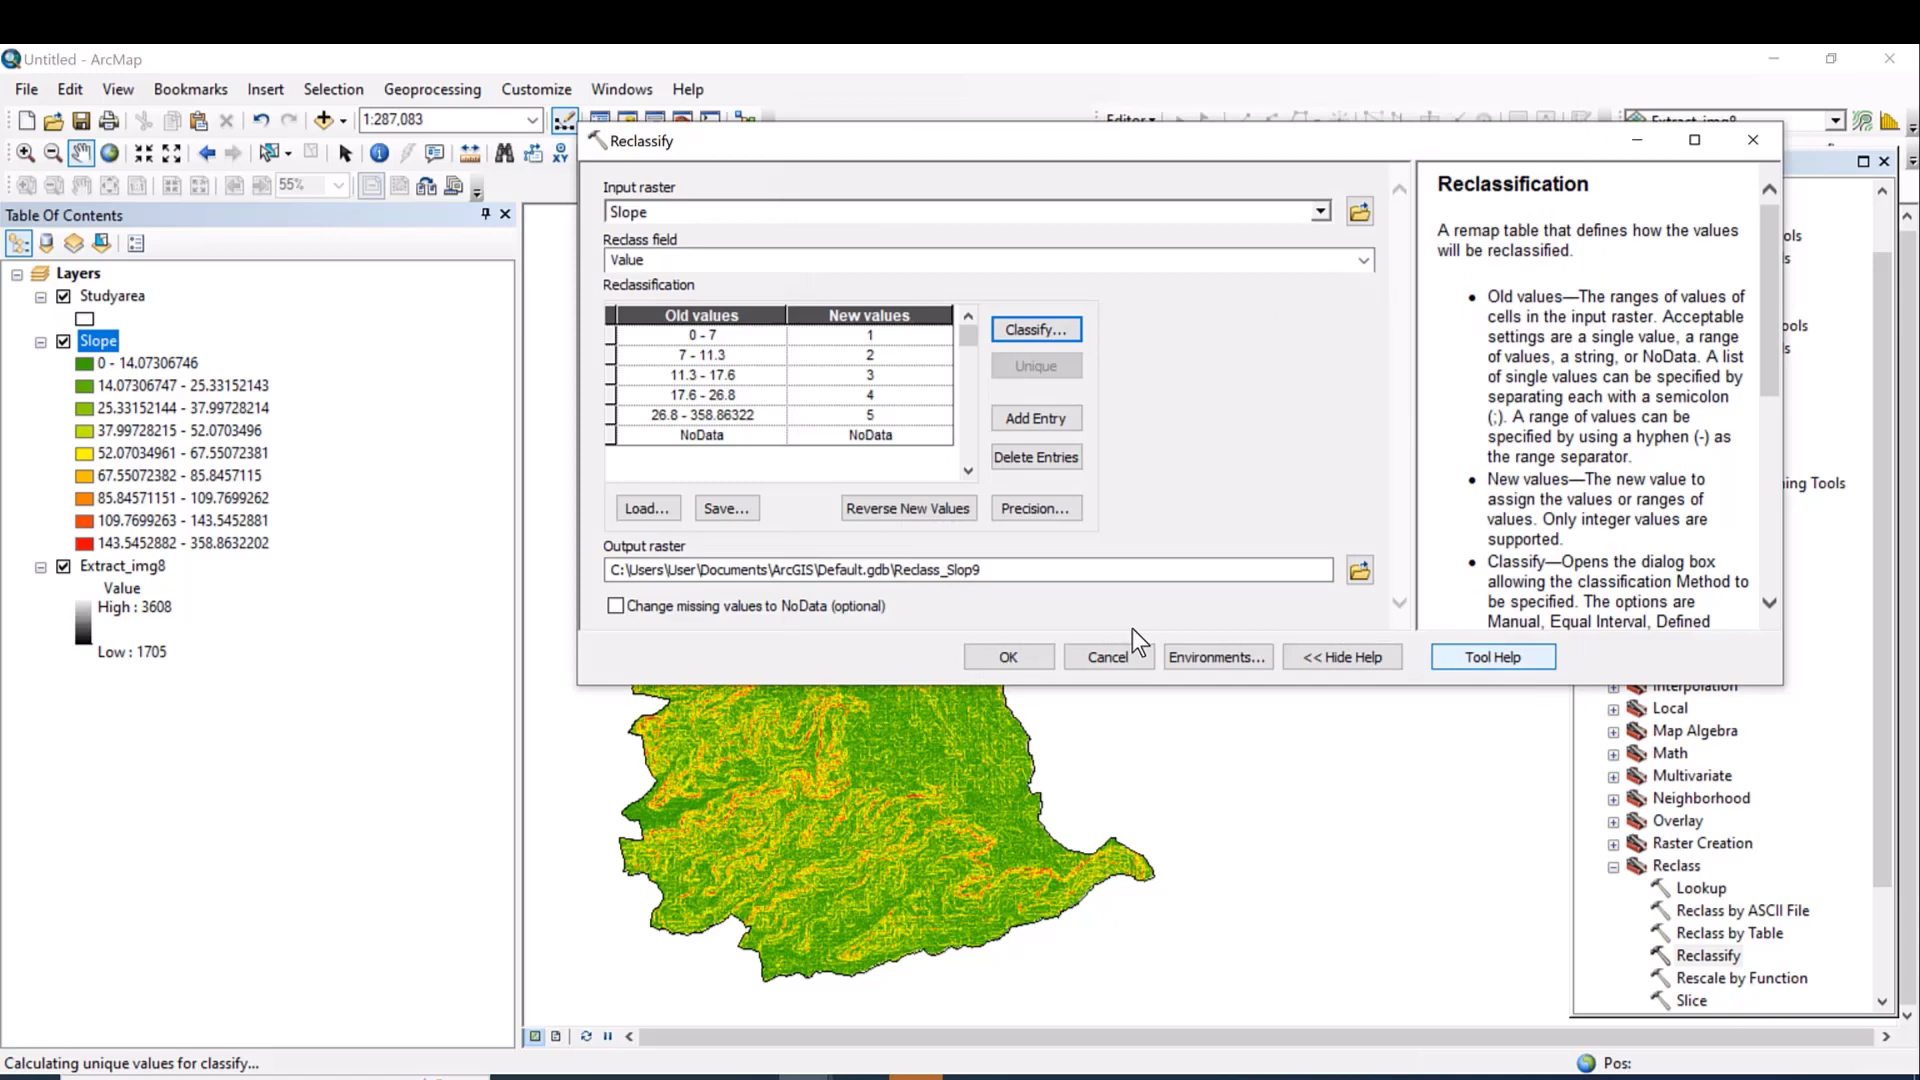 Untitled - ArcMap
File Edit View Bookmarks Insert Selection Geoprocessing Customize Windows Help
1:287,083
Editor
55%
Table Of Contents
Layers
Studyarea
Slope
0 - 14.07306746
14.07306747 - 25.33152143
25.33152144 - 37.99728214
37.99728215 - 52.0703496
52.07034961 - 67.55072381
67.55072382 - 85.8457115
85.84571151 - 109.7699262
109.7699263 - 143.5452881
143.5452882 - 358.8632202
Extract_img8
Value
High : 3608
Low : 1705
Reclassify
Input raster
Slope
Reclass field
Value
Reclassification
Old values New values
0 - 7 1
7 - 11.3 2
11.3 - 17.6 3
17.6 - 26.8 4
26.8 - 358.86322 5
NoData NoData
Classify...
Unique
Add Entry
Delete Entries
Load... Save... Reverse New Values Precision...
Output raster
C:\Users\User\Documents\ArcGIS\Default.gdb\Reclass_Slop9
Change missing values to NoData (optional)
OK Cancel Environments... << Hide Help Tool Help
Reclassification
A remap table that defines how the values
will be reclassified.
• Old values—The ranges of values of
cells in the input raster. Acceptable
settings are a single value, a range
of values, a string, or NoData. A list
of single values can be specified by
separating each with a semicolon
(;). A range of values can be
specified by using a hyphen (-) as
the range separator.
• New values—The new value to
assign the values or ranges of
values. Only integer values are
supported.
• Classify—Opens the dialog box
allowing the classification Method to
be specified. The options are
Manual, Equal Interval, Defined
Interpolation
Local
Map Algebra
Math
Multivariate
Neighborhood
Overlay
Raster Creation
Reclass
Lookup
Reclass by ASCII File
Reclass by Table
Reclassify
Rescale by Function
Slice
Calculating unique values for classify...
Pos: